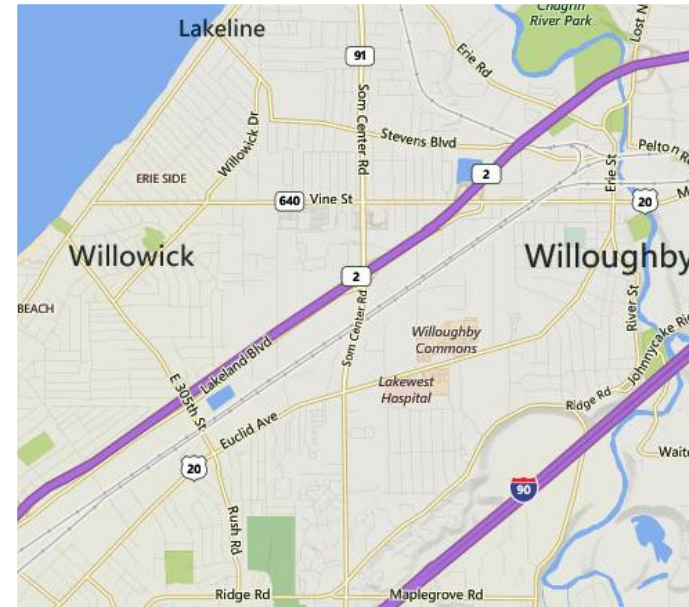 Chagrin
River Park
Lost N
Lakeline
91
Erie Rd
Som Center Rd
Stevens Blvd
Willowick Dr
Pelton R
ERIE SIDE
2
Erie St
640
Vine St
20
M
Willowick
Willoughby
2
BEACH
River St
Som Center Rd
Willoughby
Commons
Johnnycake Ri
Lakeland Blvd
E 305th St
Lakewest
Hospital
Ridge Rd
Euclid Ave
20
Waite
90
Rush Rd
Ridge Rd
Maplegrove Rd